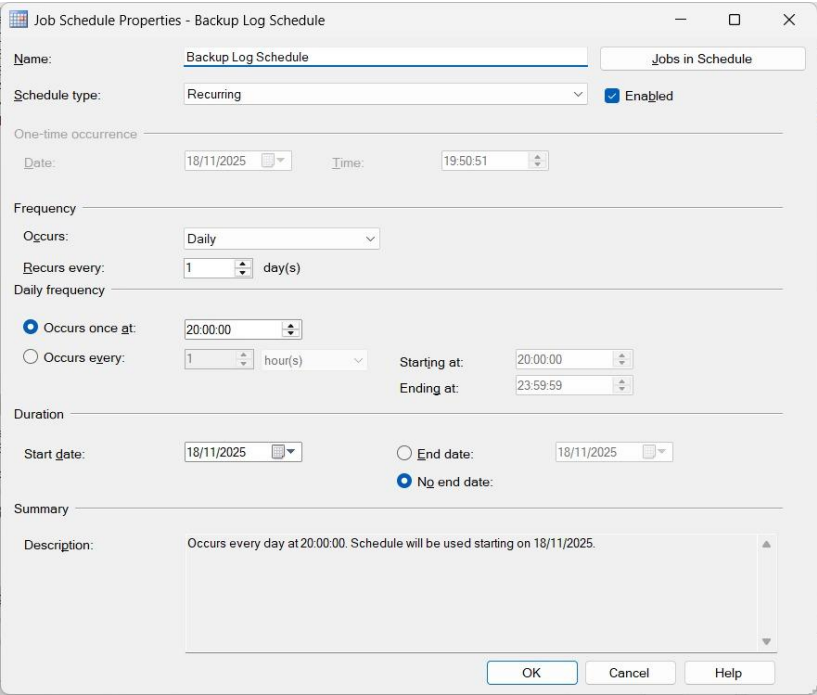 Job Schedule Properties - Backup Log Schedule
Name: Backup Log Schedule Jobs in Schedule
Schedule type: Recurring Enabled
One-time occurrence
Date: 18/11/2025 Time: 19:50:51
Frequency
Occurs: Daily
Recurs every: 1 day(s)
Daily frequency
Occurs once at: 20:00:00
Occurs every: 1 hour(s) Starting at: 20:00:00
Ending at: 23:59:59
Duration
Start date: 18/11/2025 End date: 18/11/2025
No end date:
Summary
Description: Occurs every day at 20:00:00. Schedule will be used starting on 18/11/2025.
OK Cancel Help